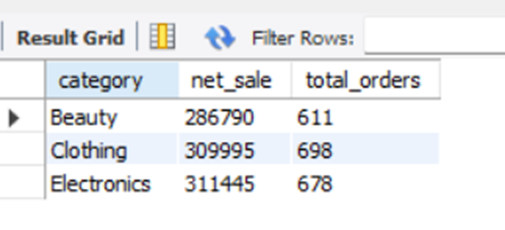 Result Grid Filter Rows:
category net_sale total_orders
Beauty 286790 611
Clothing 309995 698
Electronics 311445 678